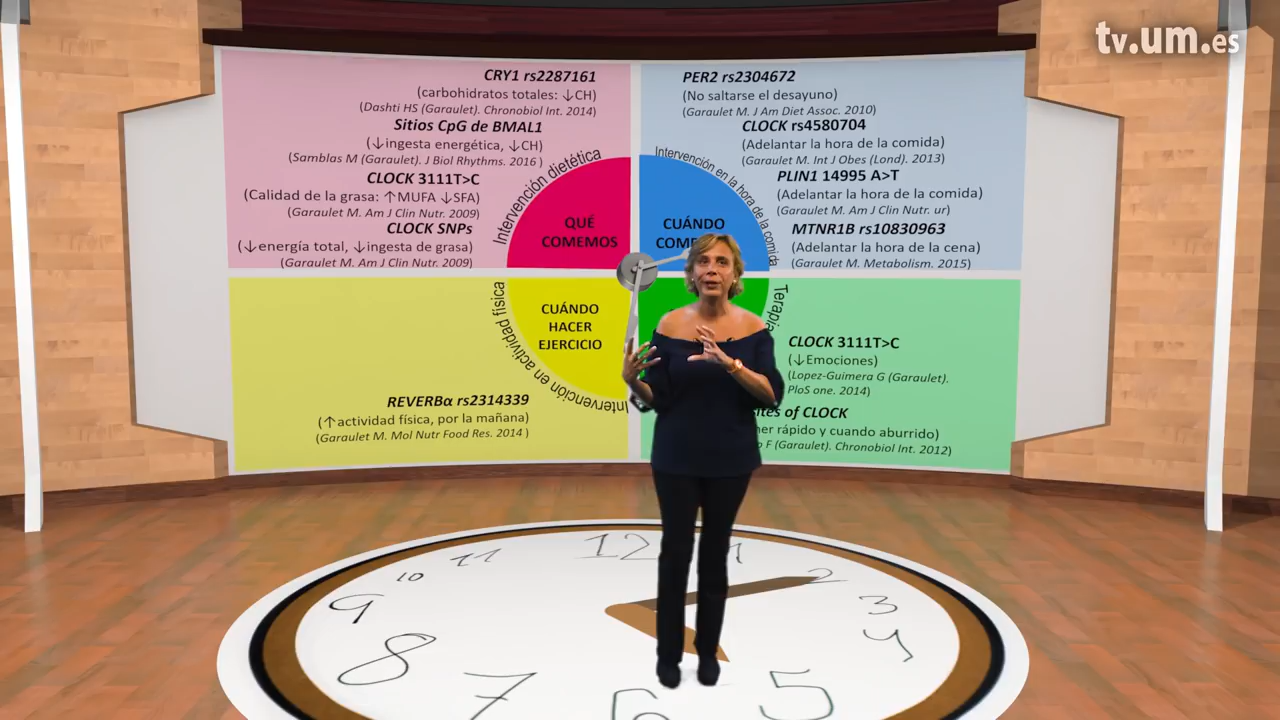 tv.um.es
CRY1 rs2287161
(carbohidratos totales: ↓CH)
(Dashti HS (Garaulet). Chronobiol Int. 2014)
Sitios CpG de BMAL1
(↓ingesta energética, ↓CH)
(Samblas M (Garaulet). J Biol Rhythms. 2016 )
CLOCK 3111T>C
(Calidad de la grasa: ↑MUFA ↓SFA)
(Garaulet M. Am J Clin Nutr. 2009)
CLOCK SNPs
(↓energía total, ↓ingesta de grasa)
(Garaulet M. Am J Clin Nutr. 2009)
Intervención dietética
QUÉ
COMEMOS
PER2 rs2304672
(No saltarse el desayuno)
(Garaulet M. J Am Diet Assoc. 2010)
CLOCK rs4580704
(Adelantar la hora de la comida)
(Garaulet M. Int J Obes (Lond). 2013)
PLIN1 14995 A>T
(Adelantar la hora de la comida)
(Garaulet M. Am J Clin Nutr. ur)
MTNR1B rs10830963
(Adelantar la hora de la cena)
(Garaulet M. Metabolism. 2015)
Intervención en la hora de la comida
CUÁNDO
Intervención en actividad física
CUÁNDO
HACER
EJERCICIO
REVERBα rs2314339
(↑actividad física, por la mañana)
(Garaulet M. Mol Nutr Food Res. 2014 )
CLOCK 3111T>C
(↓Emociones)
(Lopez-Guimera G (Garaulet).
PloS one. 2014)
of CLOCK
rápido y cuando aburrido)
F (Garaulet). Chronobiol Int. 2012)
12
11
10
9
8
7
6
5
4
3
2
1